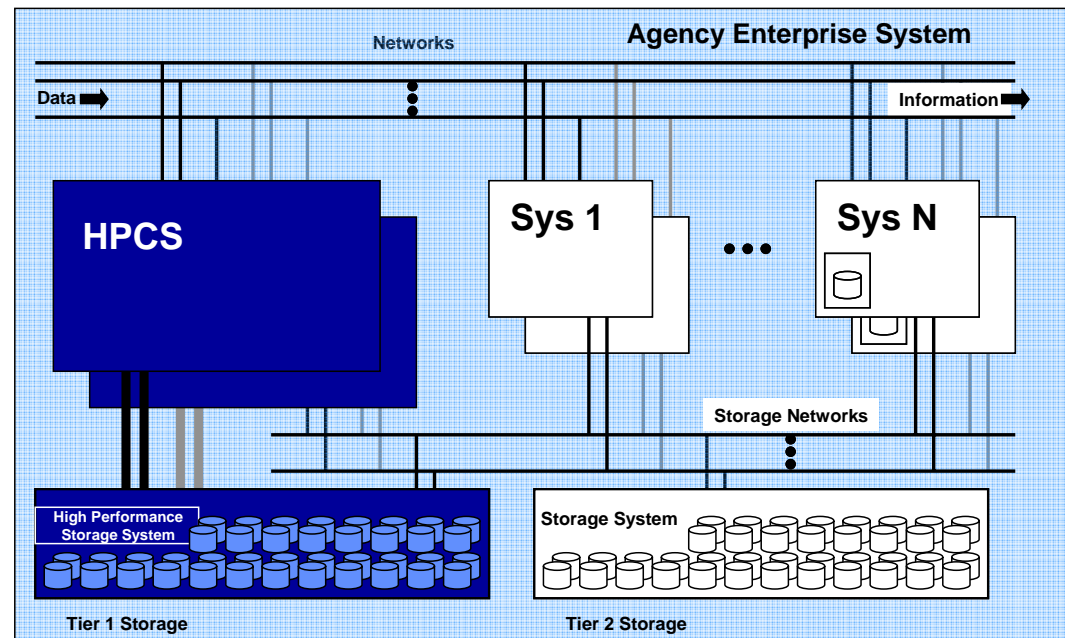 Agency Enterprise System
Networks
Data
Information
HPCS
Sys 1
Sys N
Storage Networks
High Performance
Storage System
Storage System
Tier 1 Storage
Tier 2 Storage